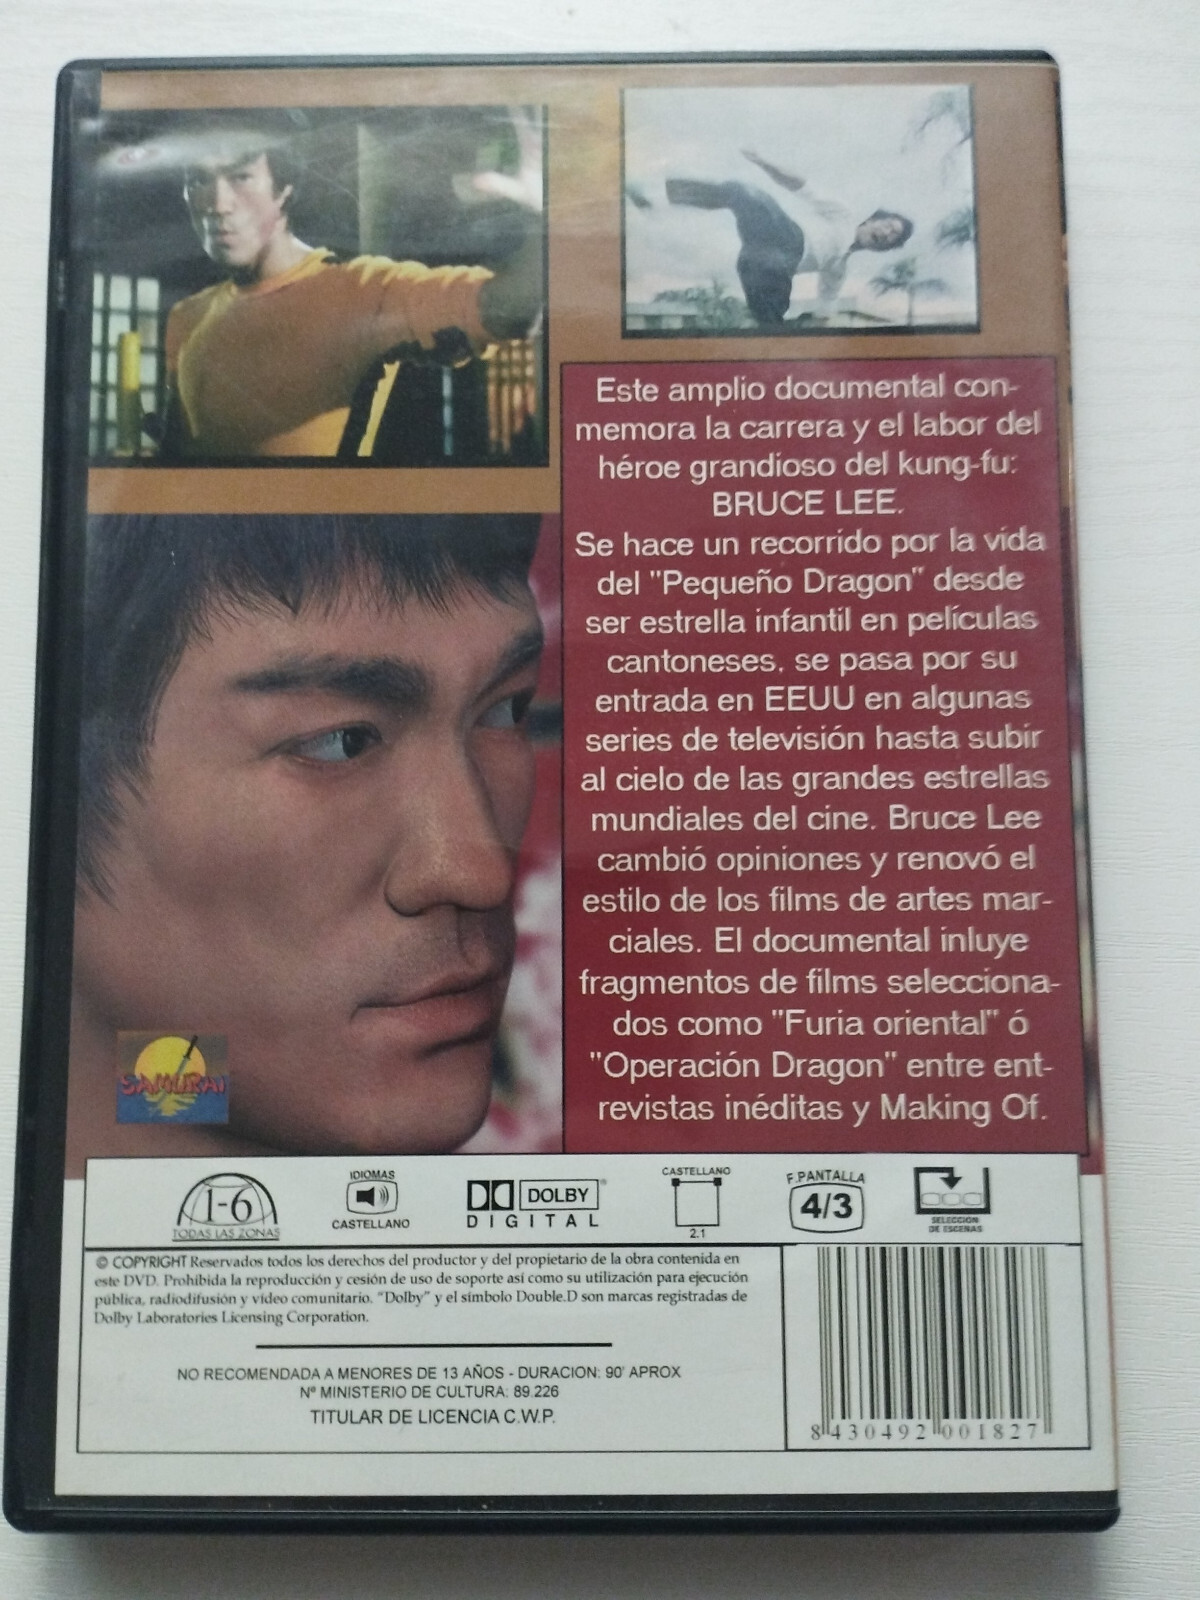 Este amplio documental con-
memora la carrera y el labor del
héroe grandioso del kung-fu:
BRUCE LEE.
Se hace un recorrido por la vida
del "Pequeño Dragon" desde
ser estrella infantil en películas
cantoneses, se pasa por su
entrada en EEUU en algunas
series de televisión hasta subir
al cielo de las grandes estrellas
mundiales del cine. Bruce Lee
cambió opiniones y renovó el
estilo de los films de artes mar-
ciales. El documental inluye
fragmentos de films selecciona-
dos como "Furia oriental" ó
"Operación Dragon" entre ent-
revistas inéditas y Making Of.
SAMURAI
1-6
TODAS LAS ZONAS
IDIOMAS
CASTELLANO
DOLBY
DIGITAL
CASTELLANO
2.1
F.PANTALLA
4/3
SELECCION
DE ESCENAS
© COPYRIGHT Reservados todos los derechos del productor y del propietario de la obra contenida en
este DVD. Prohibida la reproducción y cesión de uso de soporte así como su utilización para ejecución
pública, radiodifusión y vídeo comunitario. "Dolby" y el símbolo Double.D son marcas registradas de
Dolby Laboratories Licensing Corporation.
NO RECOMENDADA A MENORES DE 13 AÑOS - DURACION: 90' APROX
Nº MINISTERIO DE CULTURA: 89.226
TITULAR DE LICENCIA C.W.P.
8 430492 001827